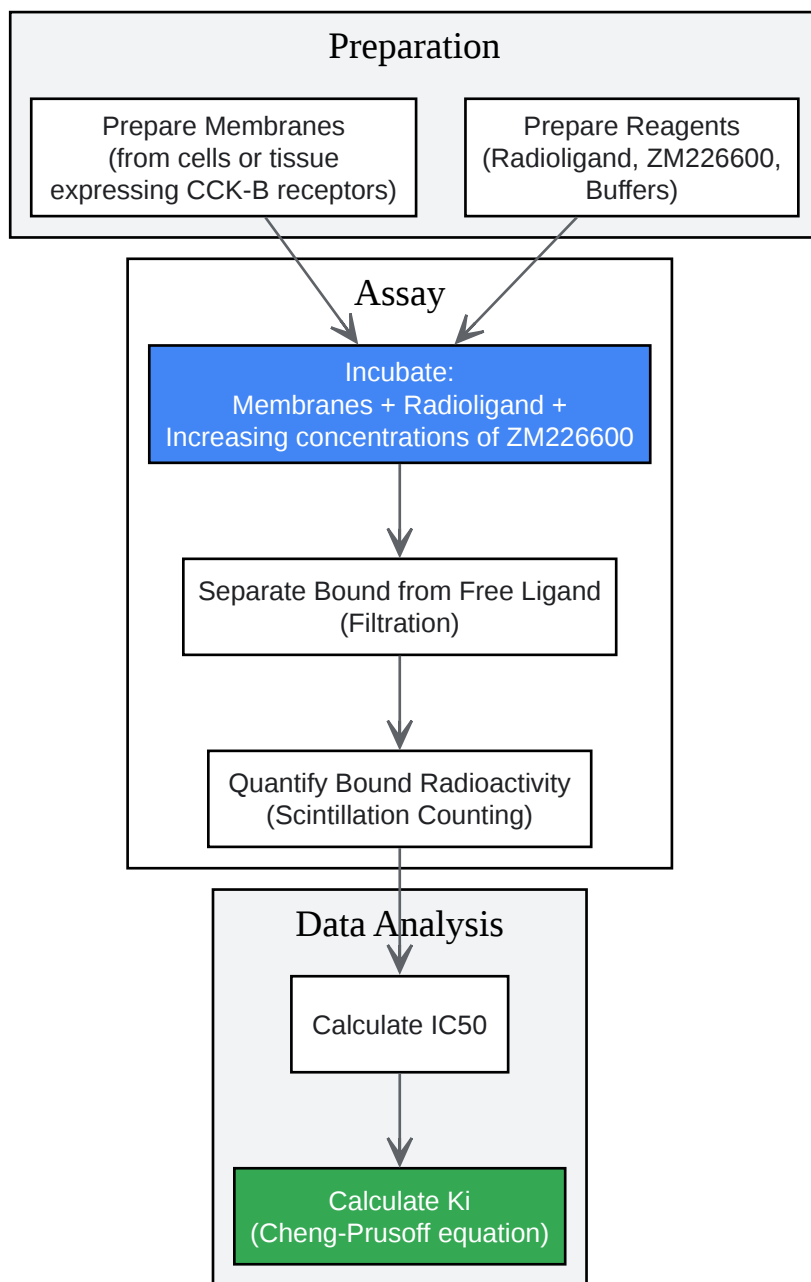 Preparation
Prepare Membranes
(from cells or tissue
expressing CCK-B receptors)
Prepare Reagents
(Radioligand, ZM226600,
Buffers)
Assay
Incubate:
Membranes + Radioligand +
Increasing concentrations of ZM226600
Separate Bound from Free Ligand
(Filtration)
Quantify Bound Radioactivity
(Scintillation Counting)
Data Analysis
Calculate IC50
Calculate Ki
(Cheng-Prusoff equation)